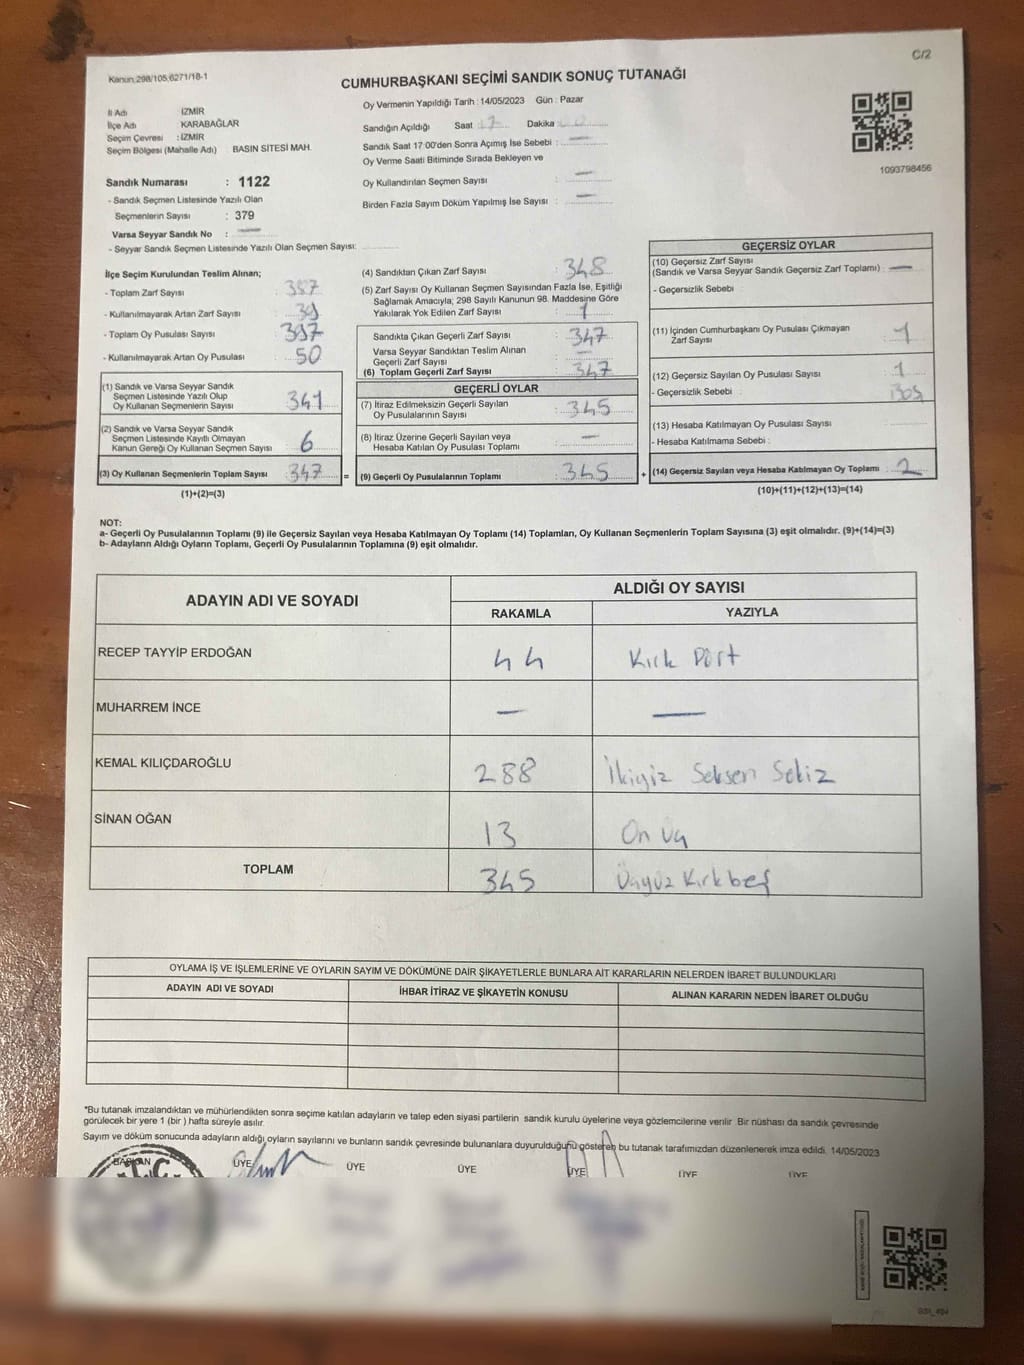 C/2
Kanun:298/105,6271/18-1
CUMHURBAŞKANI SEÇİMİ SANDIK SONUÇ TUTANAĞI
İl Adı : İZMİR
İlçe Adı : KARABAĞLAR
Seçim Çevresi : İZMİR
Seçim Bölgesi (Mahalle Adı) : BASIN SİTESİ MAH.
Sandık Numarası : 1122
- Sandık Seçmen Listesinde Yazılı Olan
Seçmenlerin Sayısı : 379
Varsa Seyyar Sandık No : —
- Seyyar Sandık Seçmen Listesinde Yazılı Olan Seçmen Sayısı:
Oy Vermenin Yapıldığı Tarih : 14/05/2023 Gün : Pazar
Sandığın Açıldığı Saat : 17 Dakika :
Sandık Saat 17:00'den Sonra Açımış İse Sebebi : —
Oy Verme Saati Bitiminde Sırada Bekleyen ve
Oy Kullandırılan Seçmen Sayısı : —
Birden Fazla Sayım Döküm Yapılmış İse Sayısı : —
1093798456
İlçe Seçim Kurulundan Teslim Alınan;
- Toplam Zarf Sayısı : 387
- Kullanılmayarak Artan Zarf Sayısı : 39
- Toplam Oy Pusulası Sayısı : 397
- Kullanılmayarak Artan Oy Pusulası : 50
(1) Sandık ve Varsa Seyyar Sandık
Seçmen Listesinde Yazılı Olup
Oy Kullanan Seçmenlerin Sayısı : 341
(2) Sandık ve Varsa Seyyar Sandık
Seçmen Listesinde Kayıtlı Olmayan
Kanun Gereği Oy Kullanan Seçmen Sayısı : 6
(3) Oy Kullanan Seçmenlerin Toplam Sayısı : 347 =
(1)+(2)=(3)
(4) Sandıktan Çıkan Zarf Sayısı : 348
(5) Zarf Sayısı Oy Kullanan Seçmen Sayısından Fazla İse, Eşitliği
Sağlamak Amacıyla; 298 Sayılı Kanunun 98. Maddesine Göre
Yakılarak Yok Edilen Zarf Sayısı : 1
Sandıkta Çıkan Geçerli Zarf Sayısı : 347
Varsa Seyyar Sandıktan Teslim Alınan
Geçerli Zarf Sayısı : —
(6) Toplam Geçerli Zarf Sayısı : 347
GEÇERLİ OYLAR
(7) İtiraz Edilmeksizin Geçerli Sayılan
Oy Pusulalarının Sayısı : 345
(8) İtiraz Üzerine Geçerli Sayılan veya
Hesaba Katılan Oy Pusulası Toplamı : —
(9) Geçerli Oy Pusulalarının Toplamı : 345 +
GEÇERSİZ OYLAR
(10) Geçersiz Zarf Sayısı
(Sandık ve Varsa Seyyar Sandık Geçersiz Zarf Toplamı) : —
- Geçersizlik Sebebi :
(11) İçinden Cumhurbaşkanı Oy Pusulası Çıkmayan
Zarf Sayısı : 1
(12) Geçersiz Sayılan Oy Pusulası Sayısı : 1
- Geçersizlik Sebebi : Boş
(13) Hesaba Katılmayan Oy Pusulası Sayısı :
- Hesaba Katılmama Sebebi :
(14) Geçersiz Sayılan veya Hesaba Katılmayan Oy Toplamı : 2
(10)+(11)+(12)+(13)=(14)
NOT:
a- Geçerli Oy Pusulalarının Toplamı (9) ile Geçersiz Sayılan veya Hesaba Katılmayan Oy Toplamı (14) Toplamları, Oy Kullanan Seçmenlerin Toplam Sayısına (3) eşit olmalıdır. (9)+(14)=(3)
b- Adayların Aldığı Oyların Toplamı, Geçerli Oy Pusulalarının Toplamına (9) eşit olmalıdır.
ADAYIN ADI VE SOYADI ALDIĞI OY SAYISI
RAKAMLA YAZIYLA
RECEP TAYYİP ERDOĞAN 44 Kırk Dört
MUHARREM İNCE — —
KEMAL KILIÇDAROĞLU 288 İkiyüz Seksen Sekiz
SİNAN OĞAN 13 On üç
TOPLAM 345 Üçyüz Kırkbeş
OYLAMA İŞ VE İŞLEMLERİNE VE OYLARIN SAYIM VE DÖKÜMÜNE DAİR ŞİKAYETLERLE BUNLARA AİT KARARLARIN NELERDEN İBARET BULUNDUKLARI
ADAYIN ADI VE SOYADI İHBAR İTİRAZ VE ŞİKAYETİN KONUSU ALINAN KARARIN NEDEN İBARET OLDUĞU
*Bu tutanak imzalandıktan ve mühürlendikten sonra seçime katılan adayların ve talep eden siyasi partilerin sandık kurulu üyelerine veya gözlemcilerine verilir. Bir nüshası da sandık çevresinde
görülecek bir yere 1 (bir ) hafta süreyle asılır.
Sayım ve döküm sonucunda adayların aldığı oyların sayılarını ve bunların sandık çevresinde bulunanlara duyurulduğunu gösteren bu tutanak tarafımızdan düzenlenerek imza edildi. 14/05/2023
BAŞKAN ÜYE ÜYE ÜYE ÜYE ÜYE ÜYE